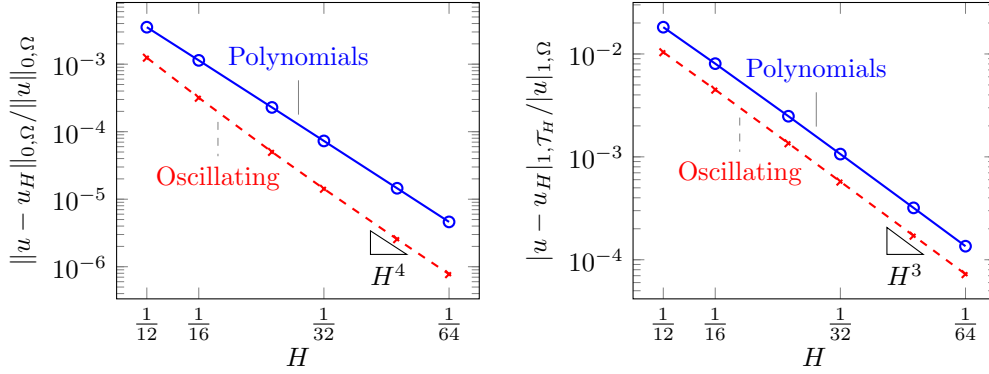 ‖u − u_H‖_{0,Ω}/‖u‖_{0,Ω}
10^{−3}
10^{−4}
10^{−5}
10^{−6}
Polynomials
Oscillating
H^4
1/12
1/16
1/32
1/64
H
|u − u_H|_{1,𝒯_H}/|u|_{1,Ω}
10^{−2}
10^{−3}
10^{−4}
Polynomials
Oscillating
H^3
1/12
1/16
1/32
1/64
H